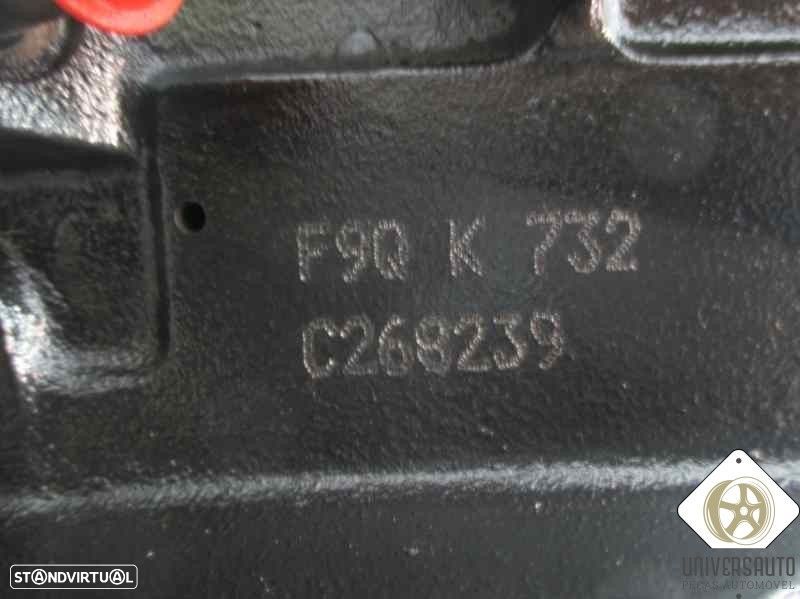 F9Q K 732
C268239
STANDVIRTUAL
UNIVERSAUTO
PEÇAS AUTOMÓVEL